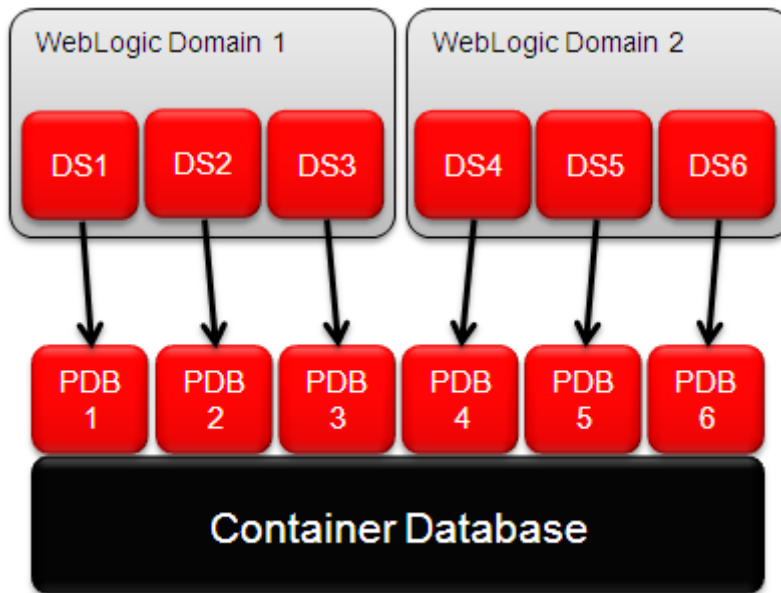 WebLogic Domain 1
WebLogic Domain 2
DS1
DS2
DS3
DS4
DS5
DS6
PDB
1
PDB
2
PDB
3
PDB
4
PDB
5
PDB
6
Container Database